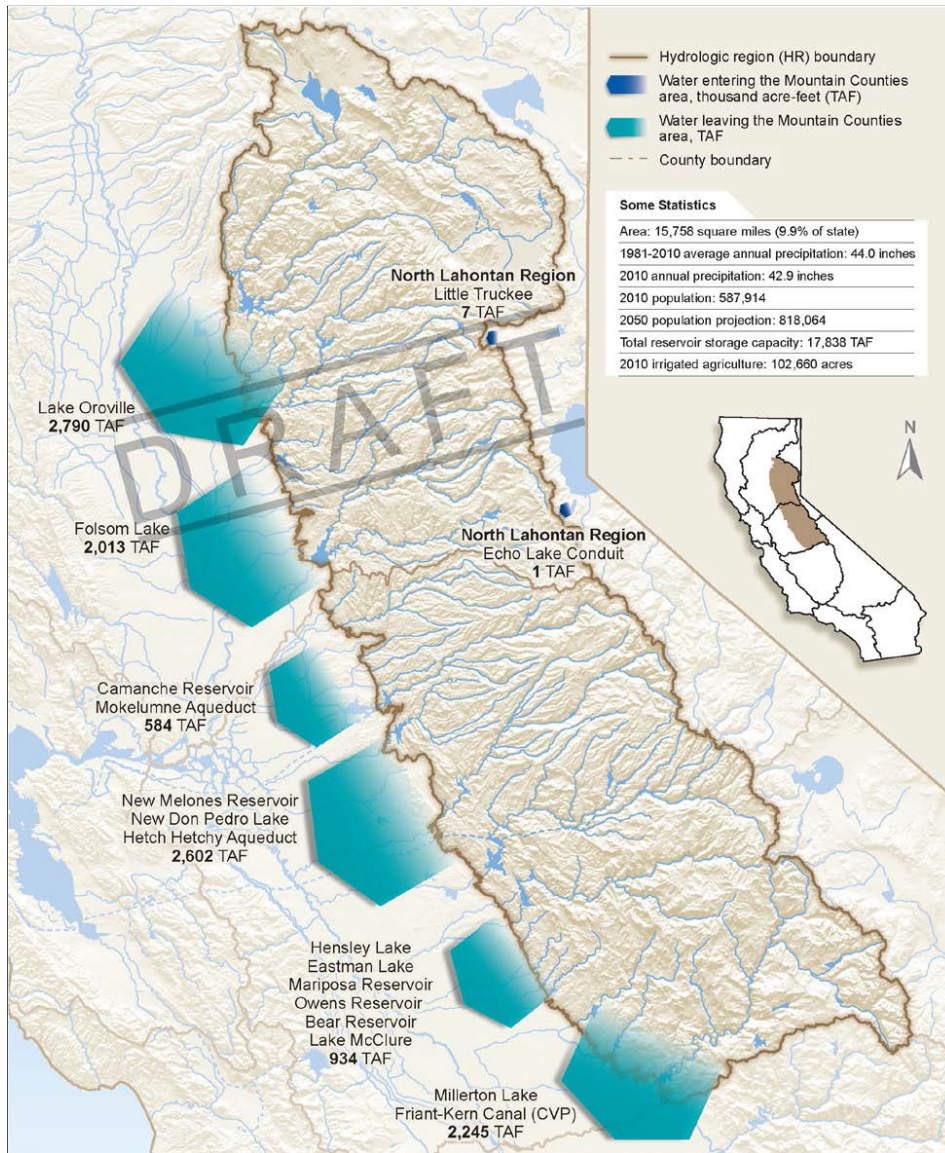 Hydrologic region (HR) boundary
Water entering the Mountain Counties
area, thousand acre-feet (TAF)
Water leaving the Mountain Counties
area, TAF
County boundary
Some Statistics
Area: 15,758 square miles (9.9% of state)
1981-2010 average annual precipitation: 44.0 inches
2010 annual precipitation: 42.9 inches
2010 population: 587,914
2050 population projection: 818,064
Total reservoir storage capacity: 17,838 TAF
2010 irrigated agriculture: 102,660 acres
North Lahontan Region
Little Truckee
7 TAF
Lake Oroville
2,790 TAF
DRAFT
N
Folsom Lake
2,013 TAF
North Lahontan Region
Echo Lake Conduit
1 TAF
Camanche Reservoir
Mokelumne Aqueduct
584 TAF
New Melones Reservoir
New Don Pedro Lake
Hetch Hetchy Aqueduct
2,602 TAF
Hensley Lake
Eastman Lake
Mariposa Reservoir
Owens Reservoir
Bear Reservoir
Lake McClure
934 TAF
Millerton Lake
Friant-Kern Canal (CVP)
2,245 TAF